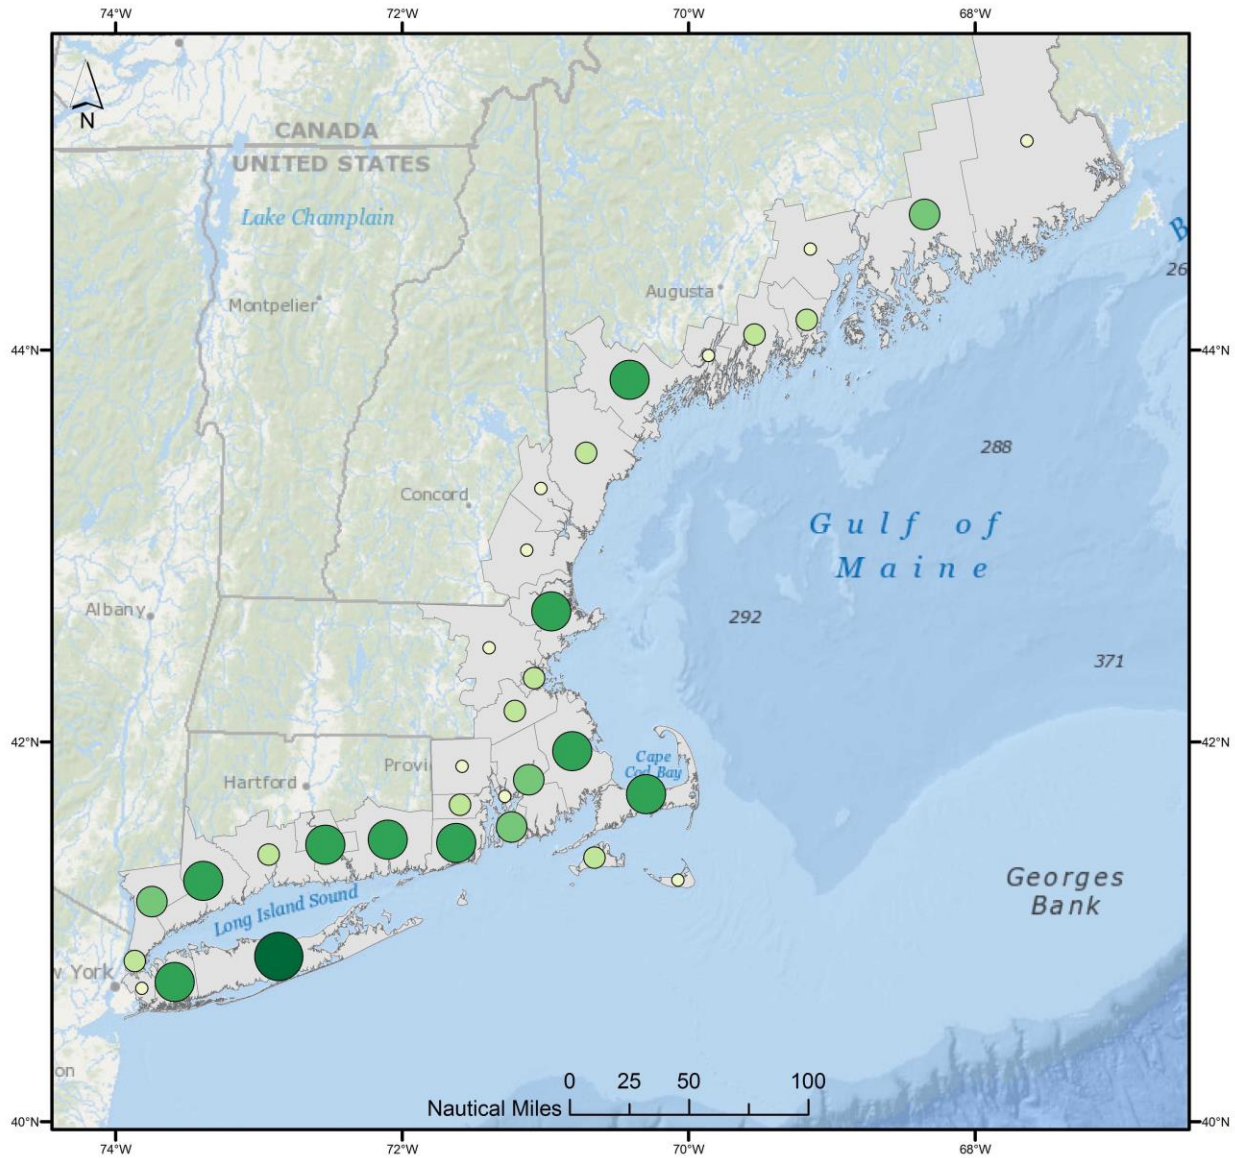 74°W
72°W
70°W
68°W
N
CANADA
UNITED STATES
Lake Champlain
B
26
Montpelier
Augusta
44°N
44°N
288
Concord
Gulf of
Maine
Albany
292
371
42°N
42°N
Cape
Cod Bay
Provi
Hartford
Georges
Bank
Long Island Sound
w York
on
0 25 50 100
Nautical Miles
40°N
40°N
74°W
72°W
70°W
68°W